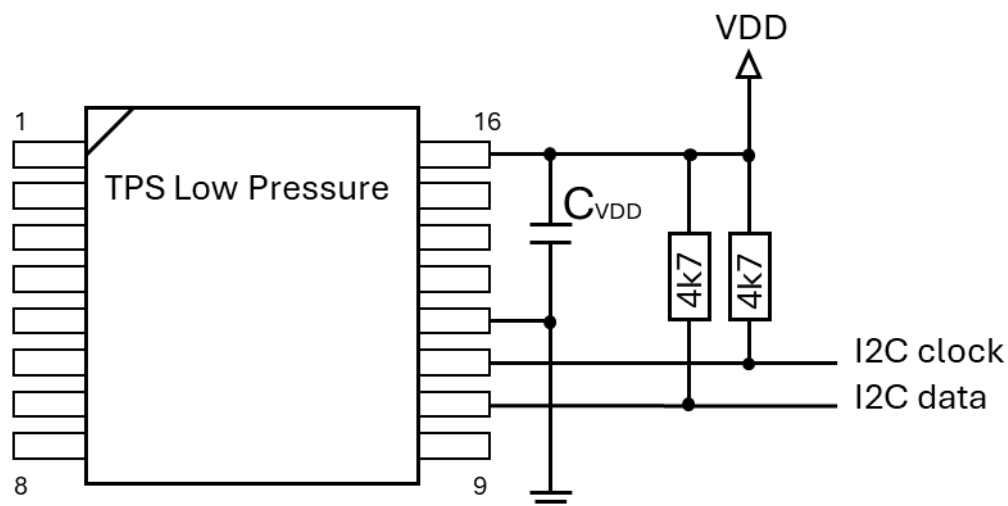 VDD
1
16
TPS Low Pressure
CVDD
4k7
4k7
I2C clock
I2C data
8
9